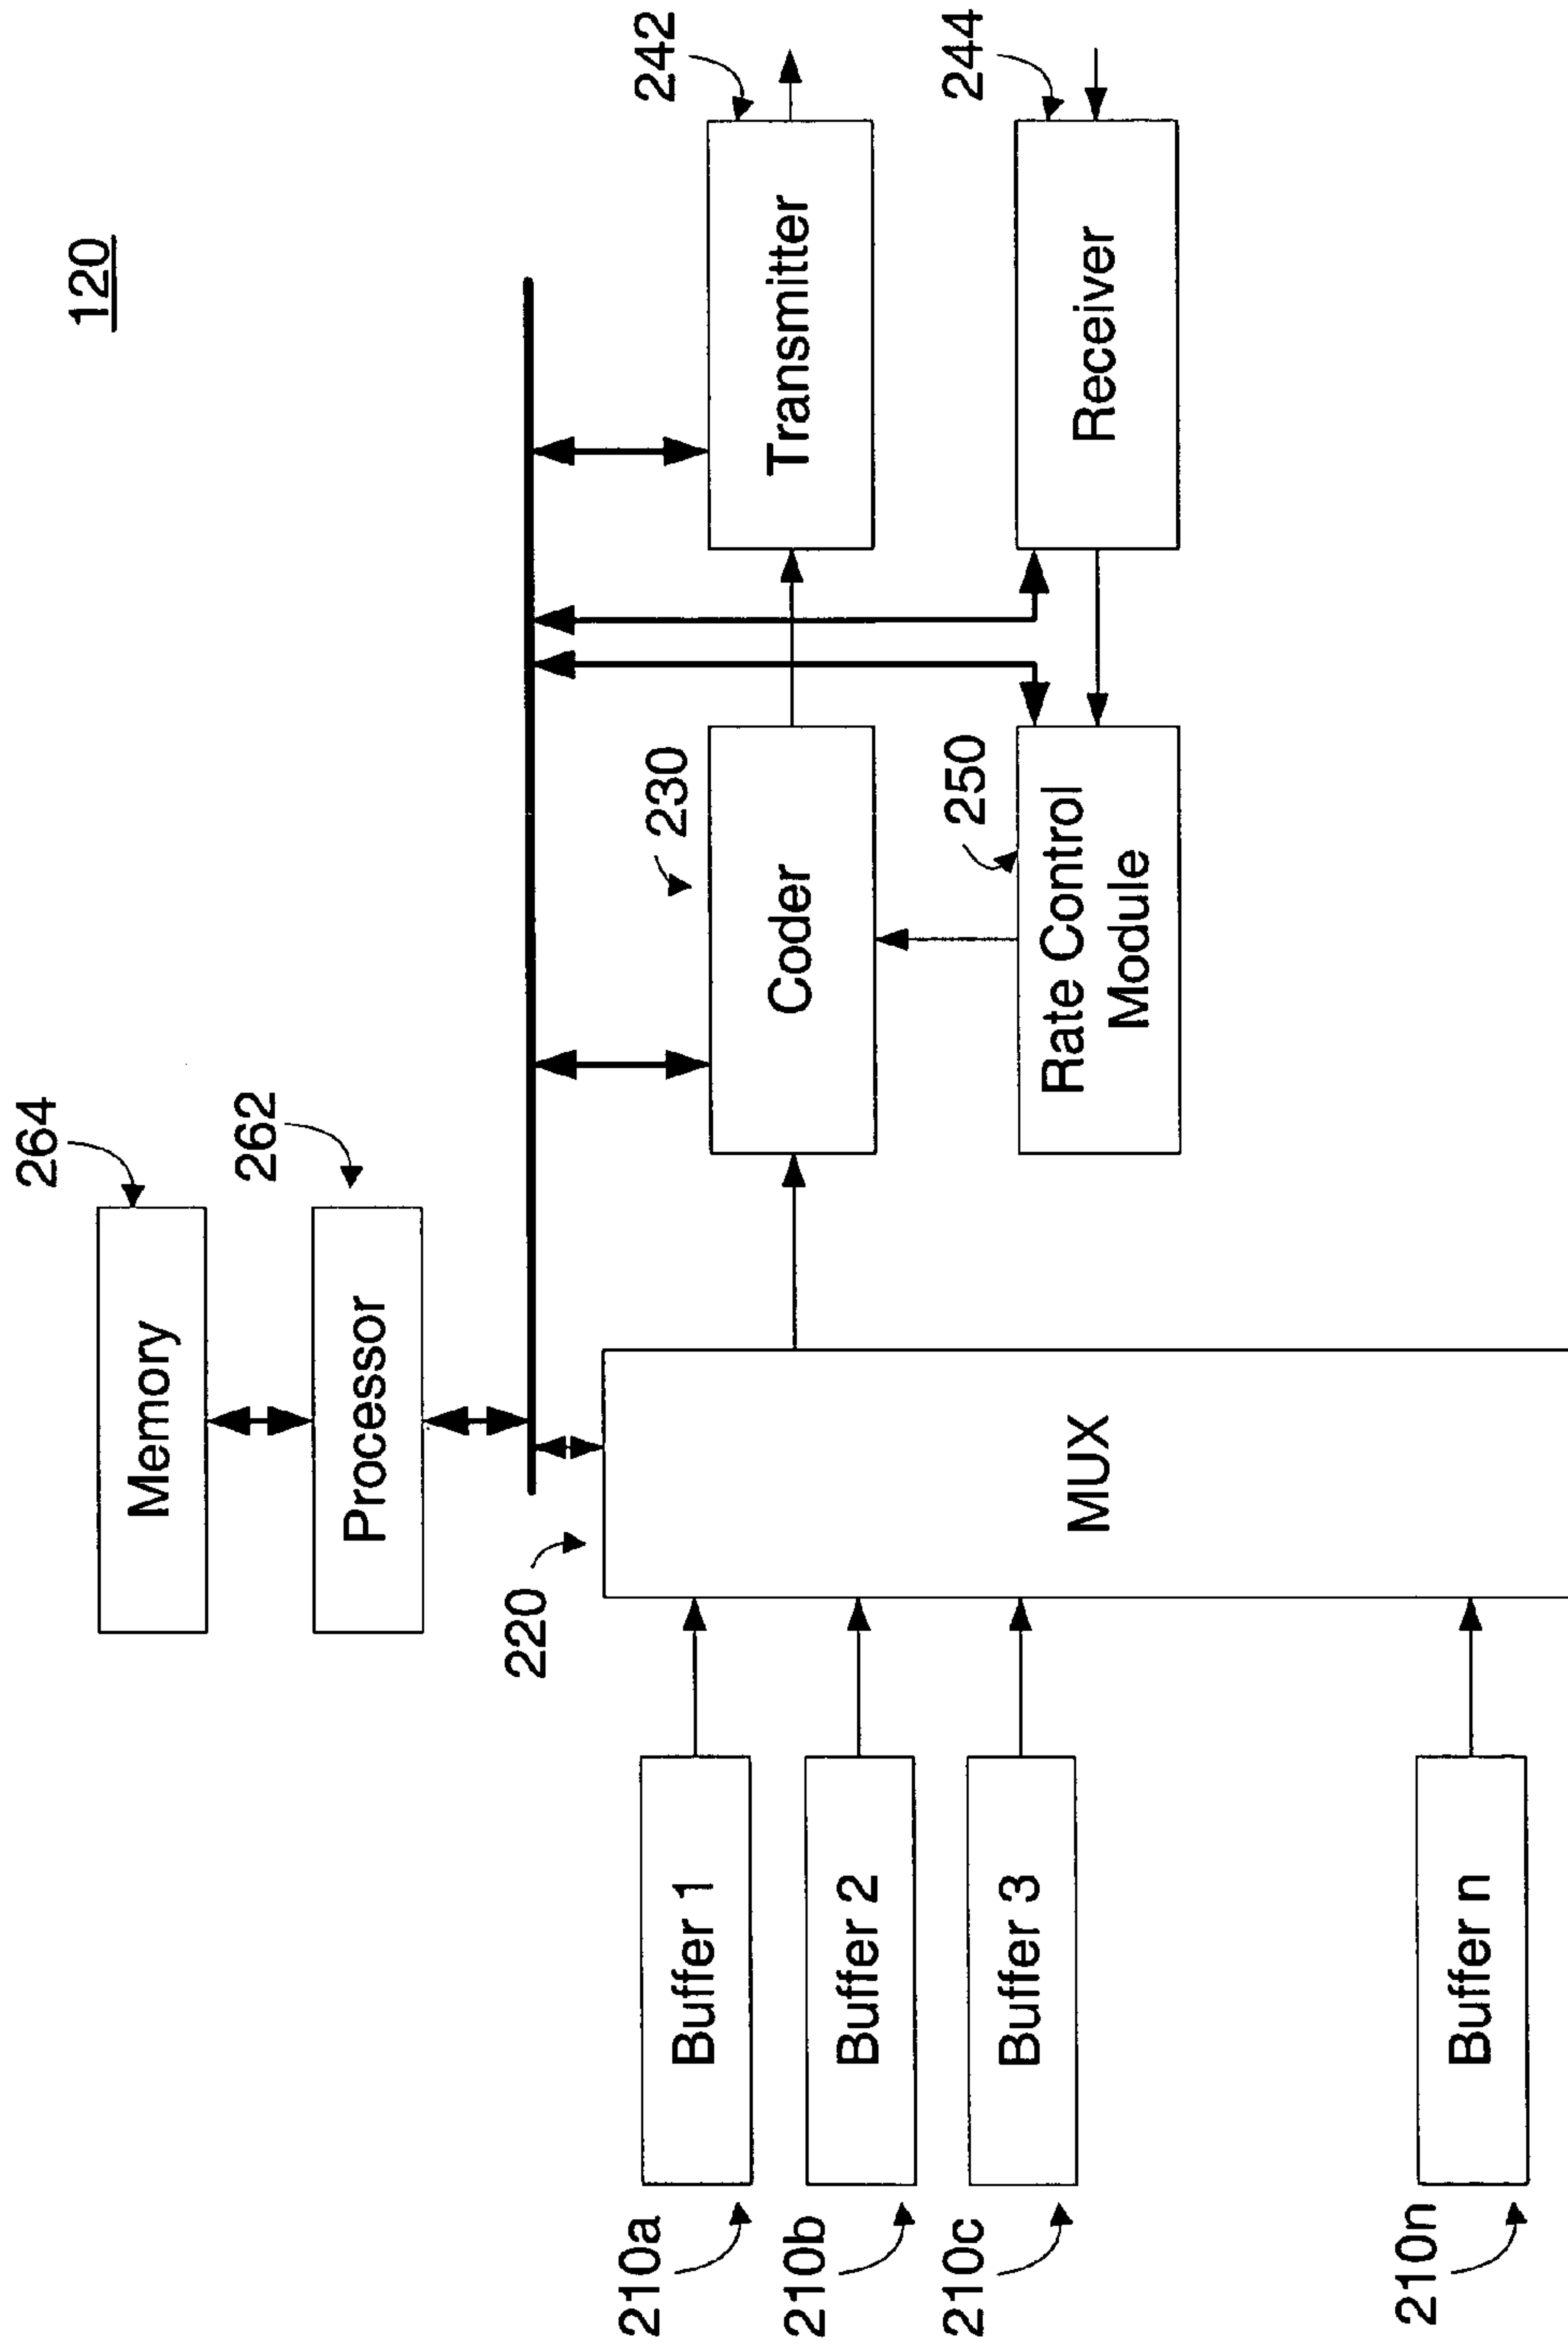 120
264
Memory
262
Processor
242
Transmitter
230
Coder
244
Receiver
250
Rate Control
Module
220
MUX
Buffer 1
210a
Buffer 2
210b
Buffer 3
210c
Buffer n
210n